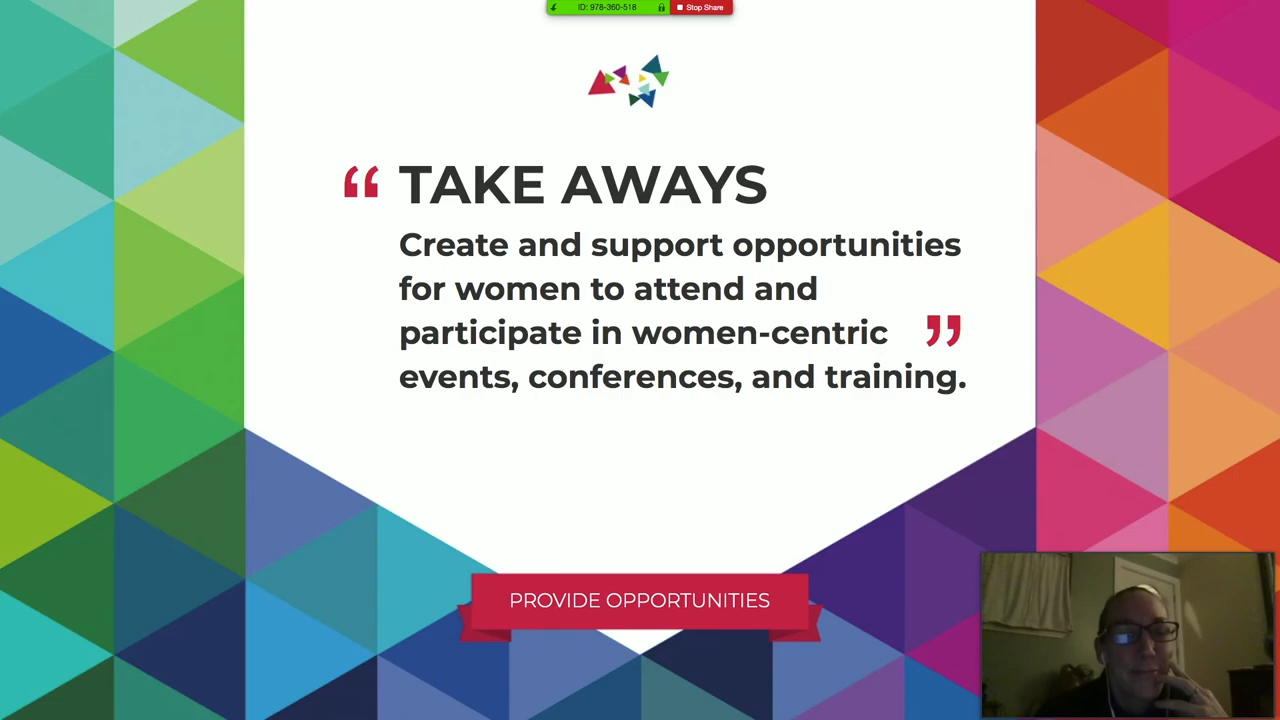 ID: 978-360-518
Stop Share
“ TAKE AWAYS
Create and support opportunities
for women to attend and
participate in women-centric ”
events, conferences, and training.
PROVIDE OPPORTUNITIES